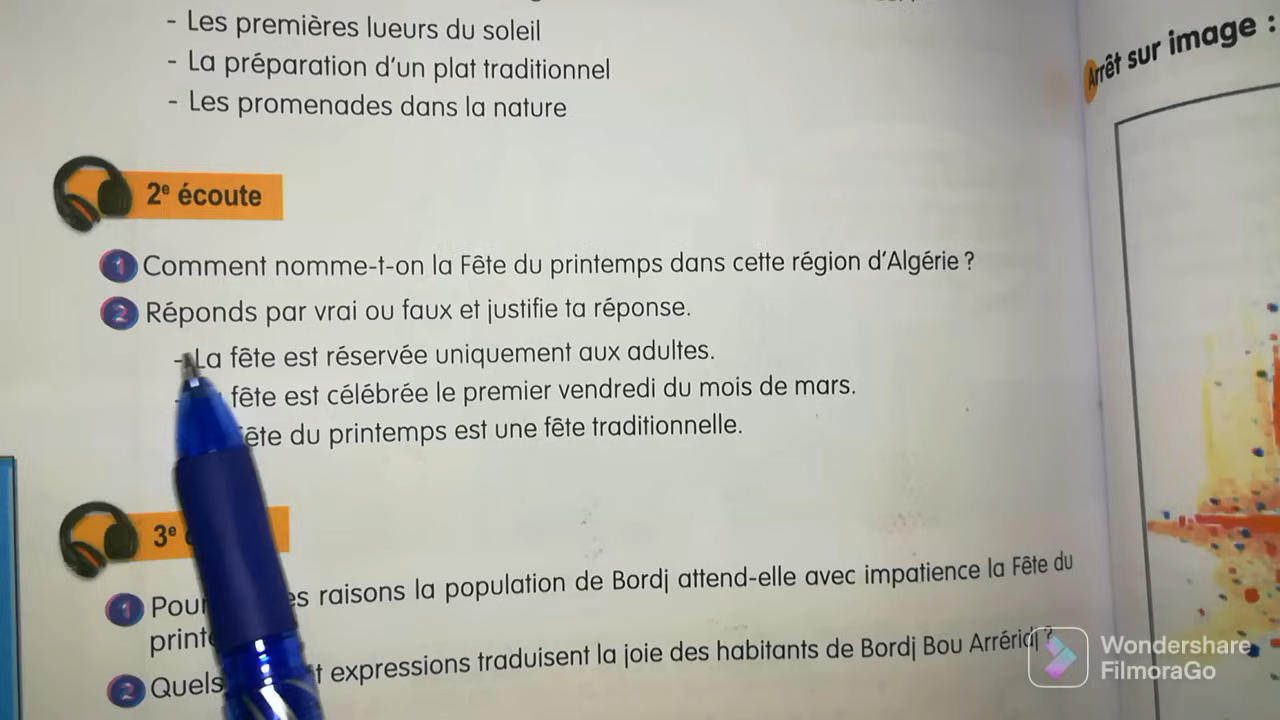 - Les premières lueurs du soleil
- La préparation d'un plat traditionnel
- Les promenades dans la nature
Arrêt sur image :
2e écoute
1 Comment nomme-t-on la Fête du printemps dans cette région d'Algérie ?
2 Réponds par vrai ou faux et justifie ta réponse.
- La fête est réservée uniquement aux adultes.
- fête est célébrée le premier vendredi du mois de mars.
ête du printemps est une fête traditionnelle.
3e
1 Pour es raisons la population de Bordj attend-elle avec impatience la Fête du
print
2 Quels t expressions traduisent la joie des habitants de Bordj Bou Arréridj ?
Wondershare
FilmoraGo